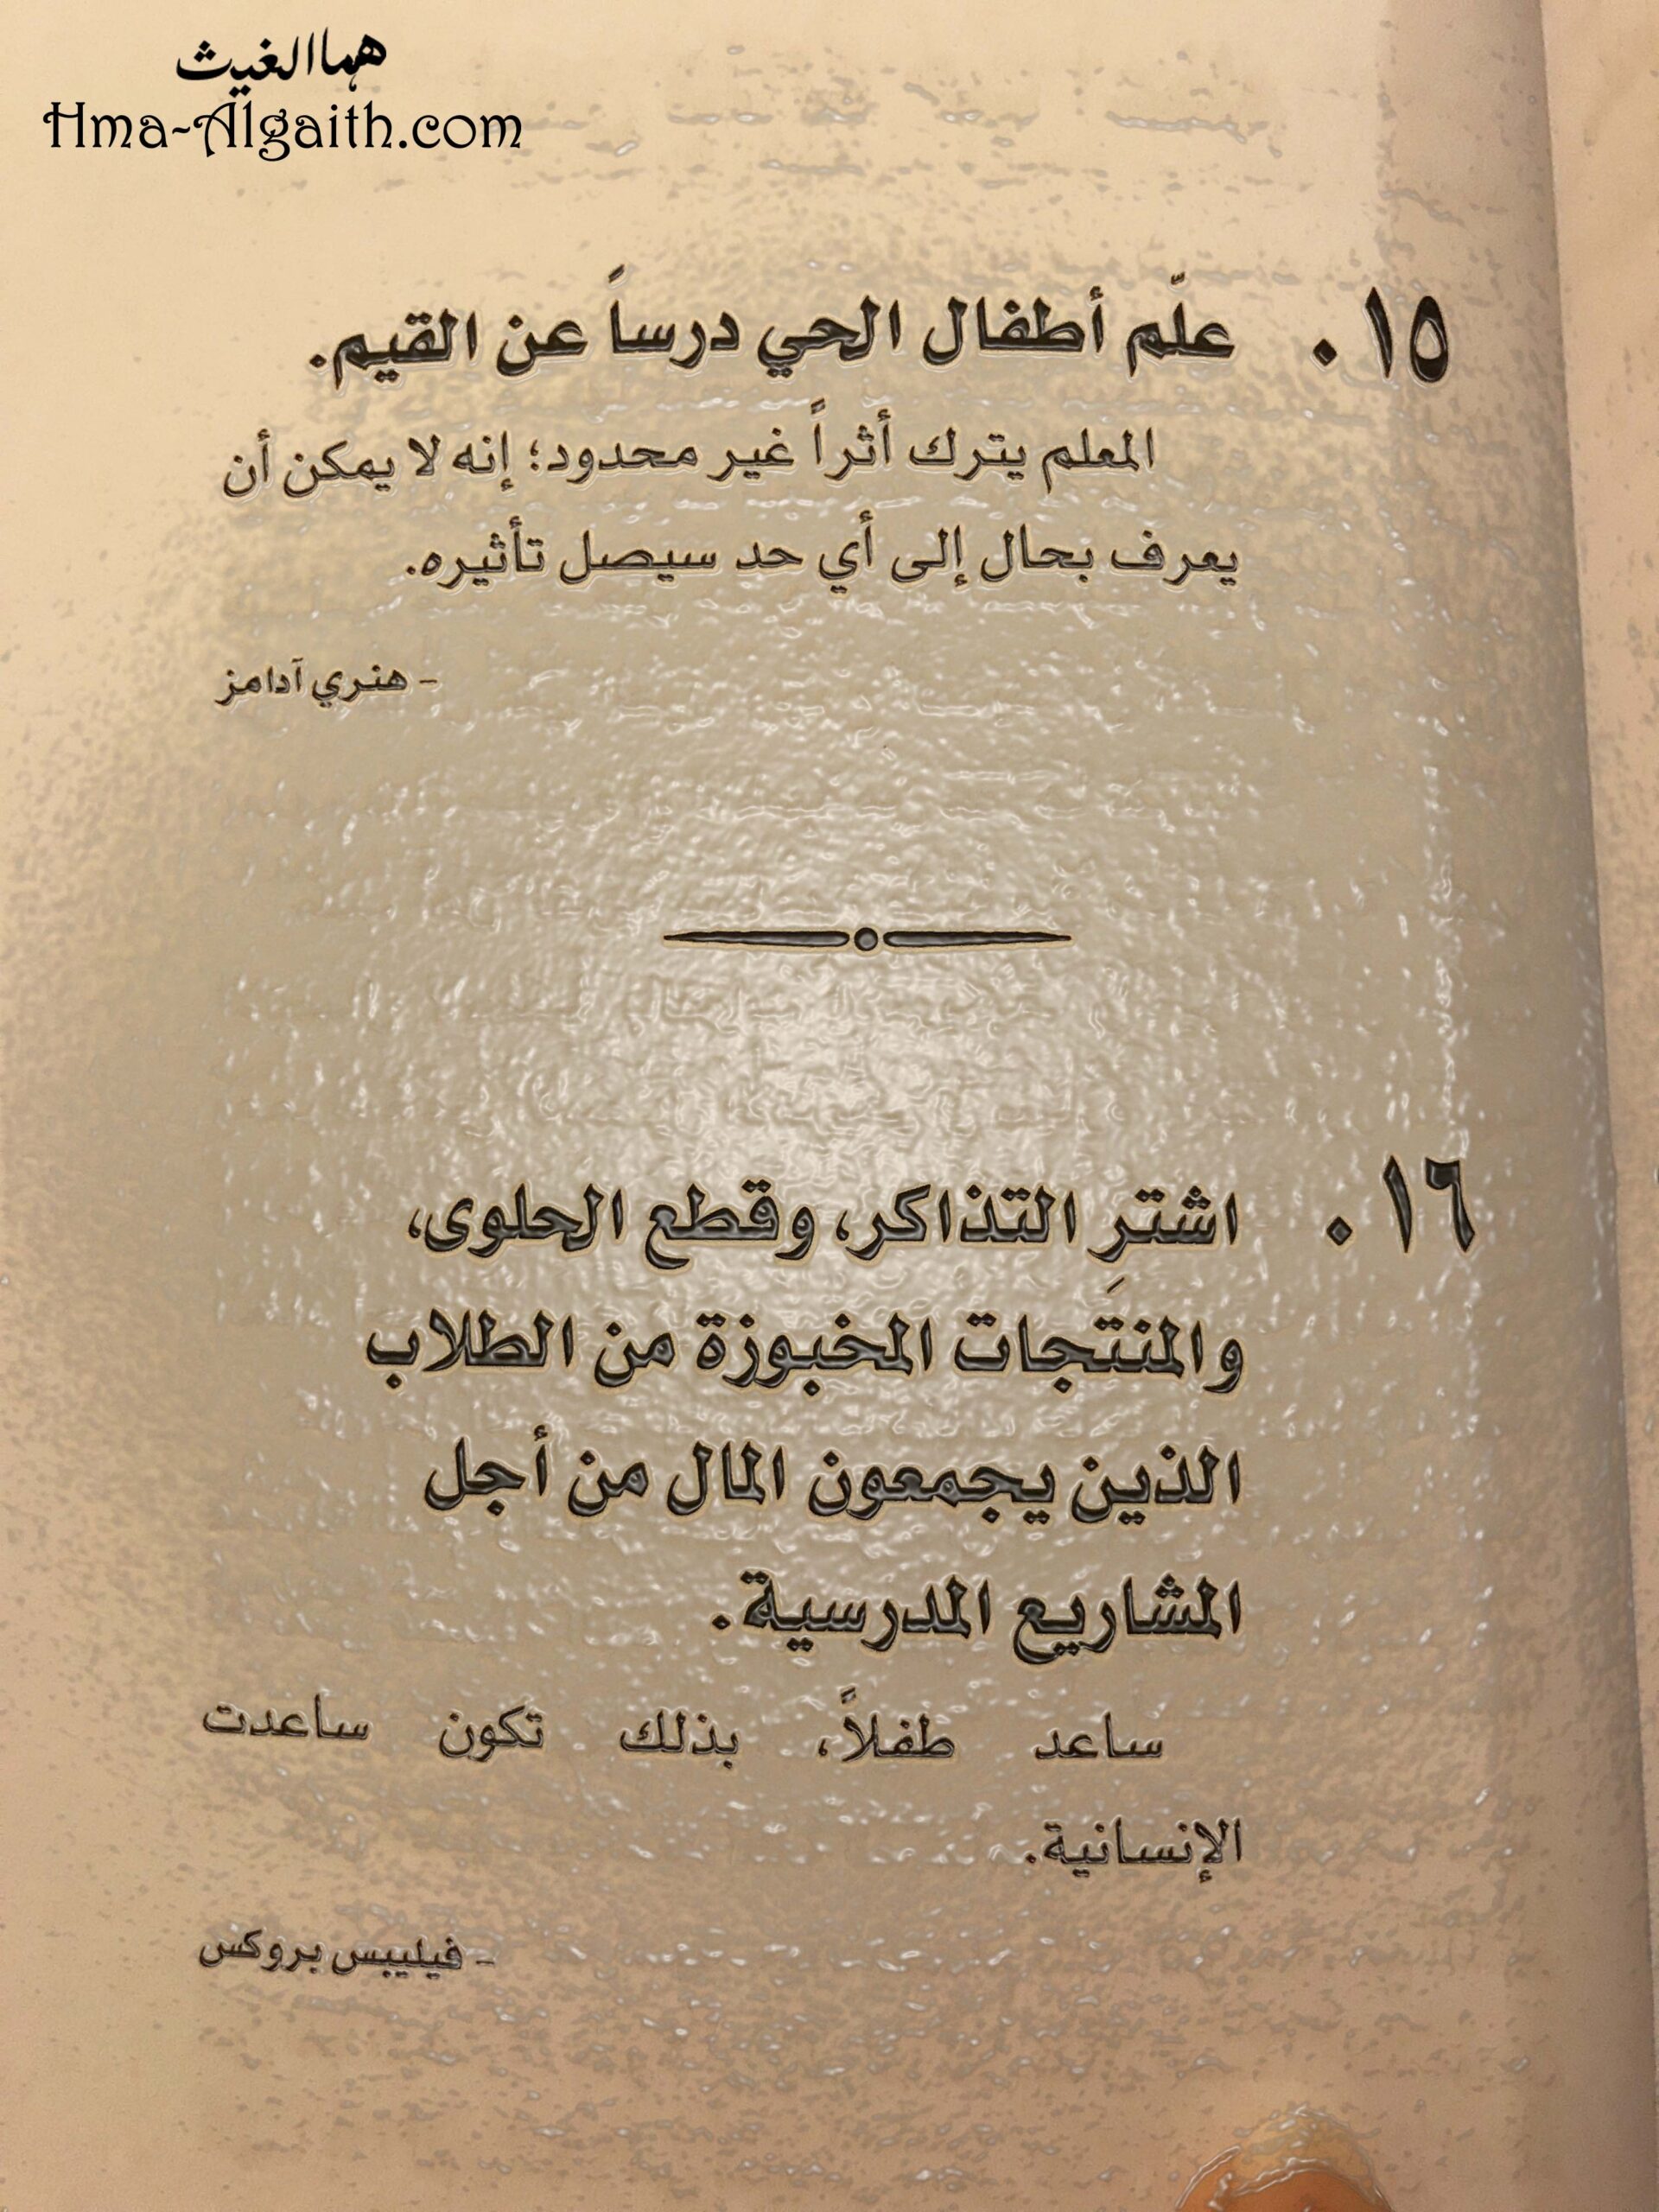 هما الغيث
Hma-Algaith.com
١٥. علّم أطفال الحي درساً عن القيم.
المعلم يترك أثراً غير محدود؛ إنه لا يمكن أن
يعرف بحال إلى أي حد سيصل تأثيره.
- هنري آدامز
١٦. اشترِ التذاكر، وقطع الحلوى،
والمنتَجات المخبوزة من الطلاب
الذين يجمعون المال من أجل
المشاريع المدرسية.
ساعد طفلاً، بذلك تكون ساعدت
الإنسانية.
- فيليبس بروكس